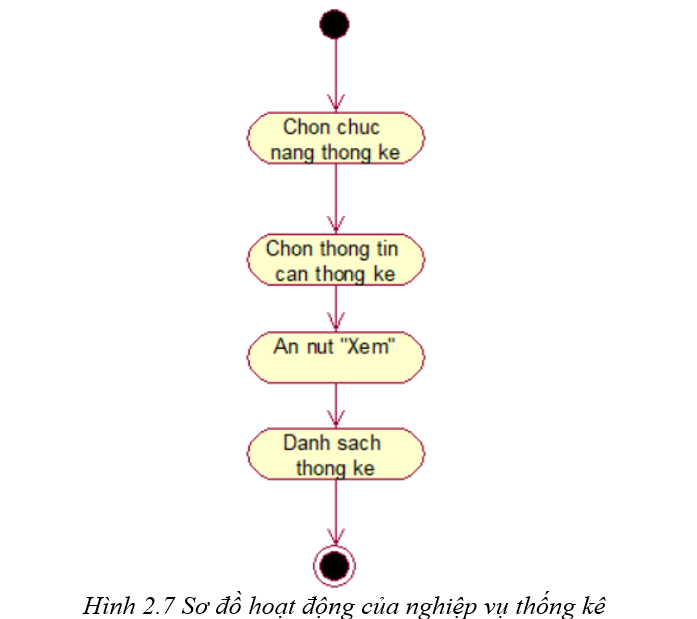 Chon chuc
nang thong ke
Chon thong tin
can thong ke
An nut "Xem"
Danh sach
thong ke
Hình 2.7 Sơ đồ hoạt động của nghiệp vụ thống kê